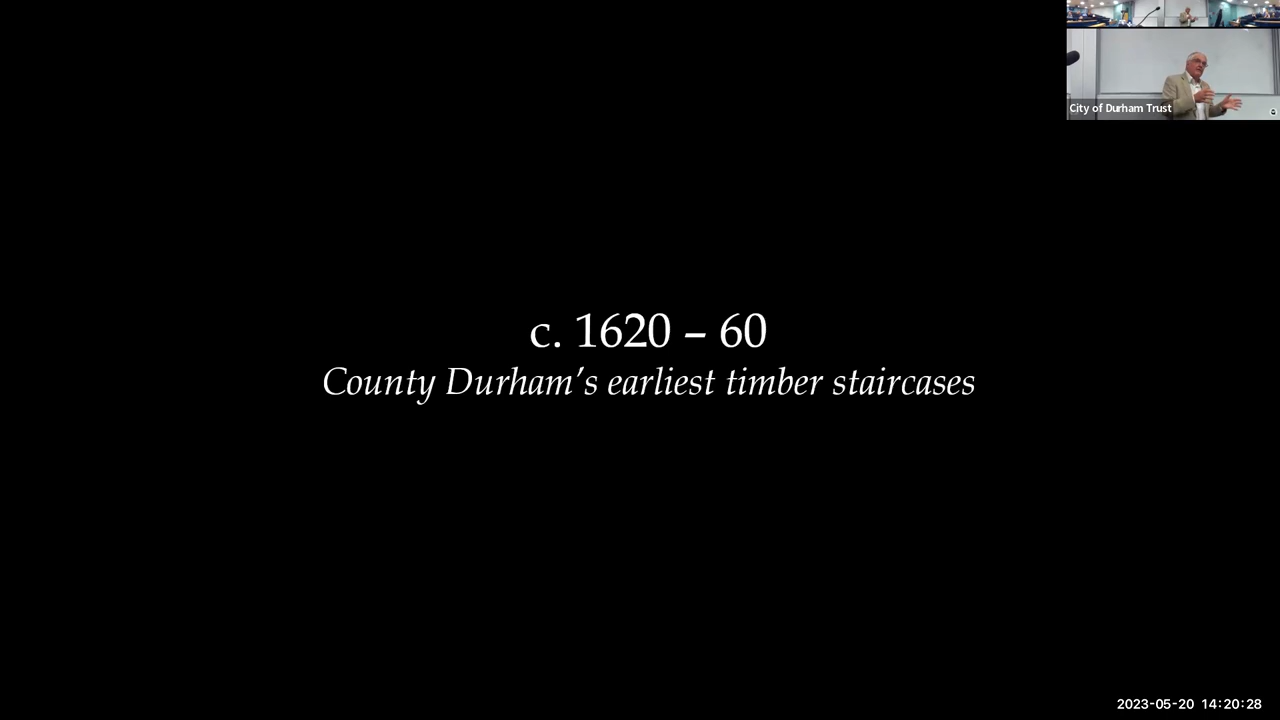 City of Durham Trust
c. 1620 – 60
County Durham’s earliest timber staircases
2023-05-20 14:20:28